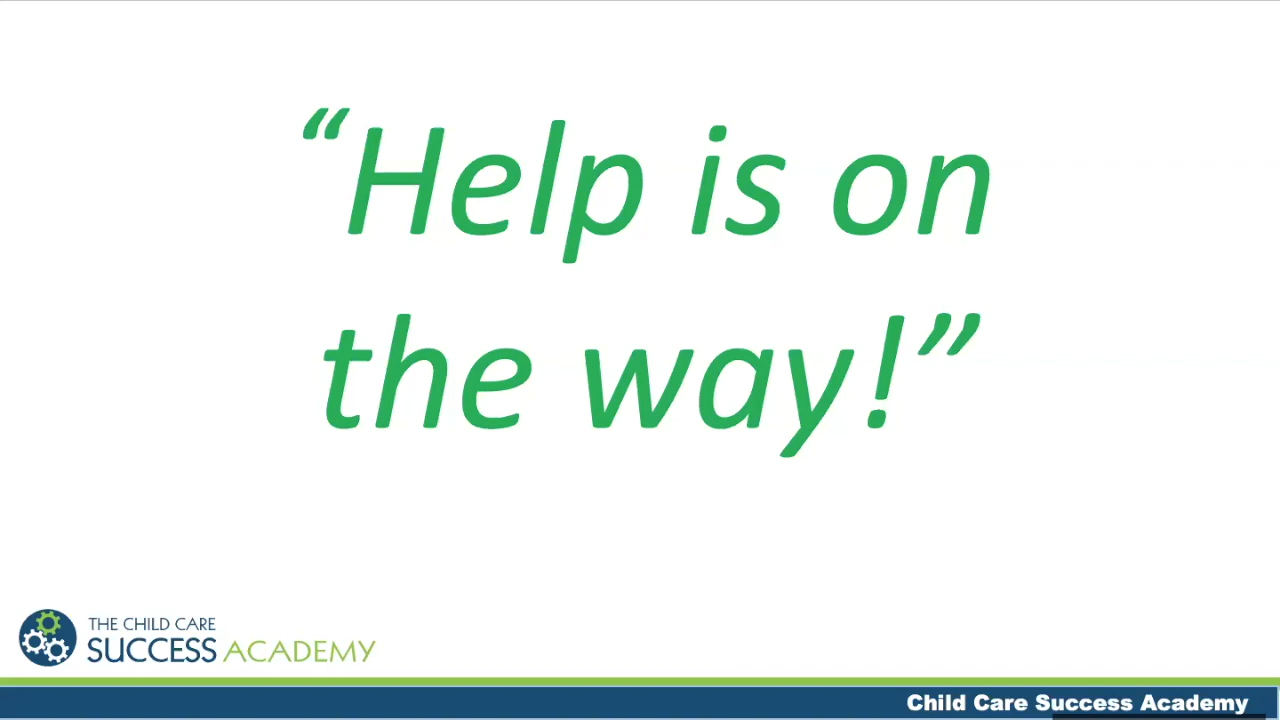 “Help is on
the way!”
THE CHILD CARE
SUCCESS ACADEMY
Child Care Success Academy